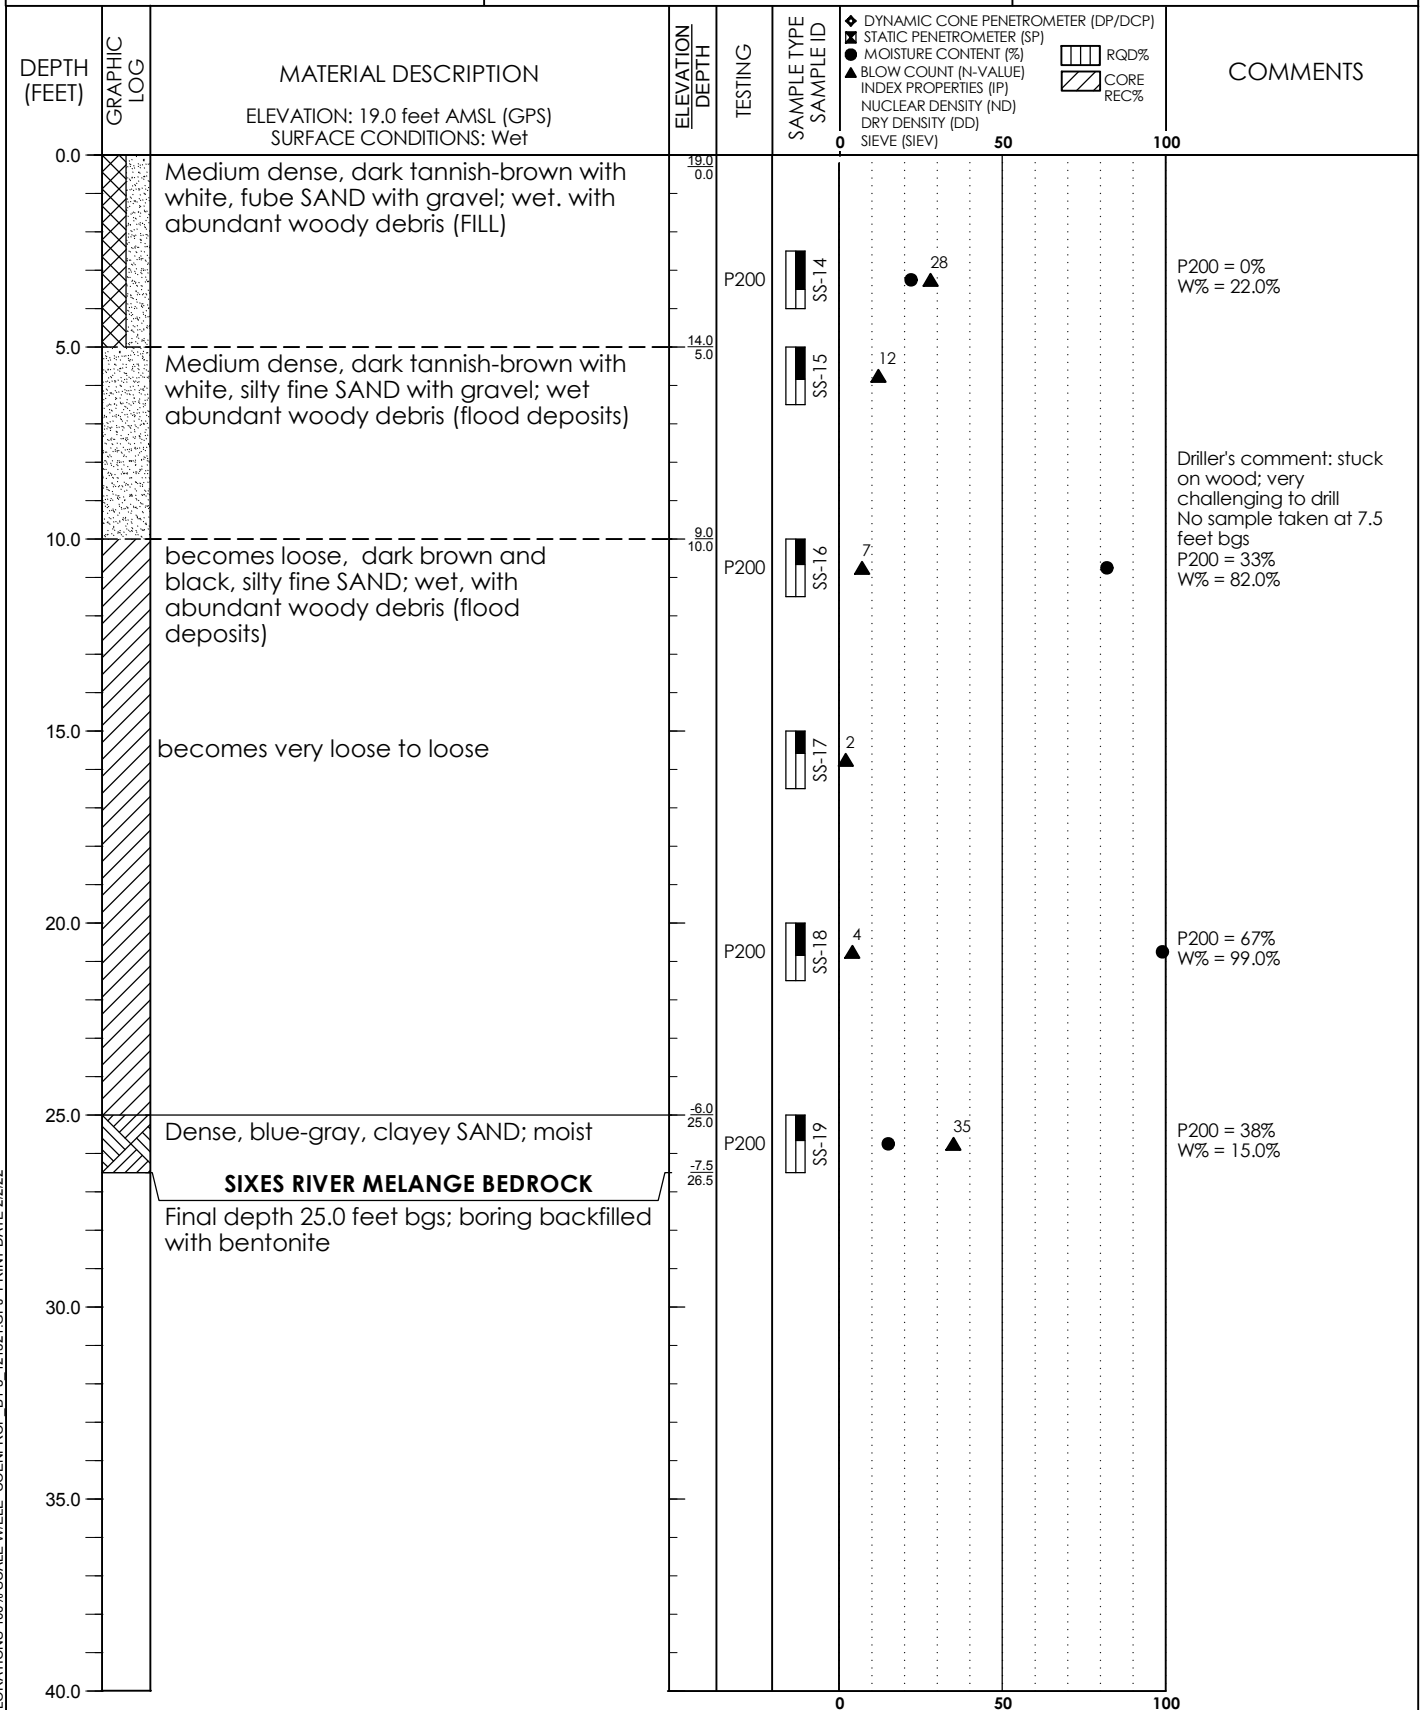 DEPTH
(FEET)
GRAPHIC
LOG
MATERIAL DESCRIPTION
ELEVATION: 19.0 feet AMSL (GPS)
SURFACE CONDITIONS: Wet
ELEVATION
DEPTH
TESTING
SAMPLE TYPE
SAMPLE ID
DYNAMIC CONE PENETROMETER (DP/DCP)
STATIC PENETROMETER (SP)
MOISTURE CONTENT (%)
BLOW COUNT (N-VALUE)
INDEX PROPERTIES (IP)
NUCLEAR DENSITY (ND)
DRY DENSITY (DD)
SIEVE (SIEV)
RQD%
CORE
REC%
COMMENTS
0 50 100
0.0
Medium dense, dark tannish-brown with
white, fube SAND with gravel; wet. with
abundant woody debris (FILL)
19.0
0.0
P200
SS-14
28
P200 = 0%
W% = 22.0%
5.0
Medium dense, dark tannish-brown with
white, silty fine SAND with gravel; wet
abundant woody debris (flood deposits)
14.0
5.0
SS-15
12
Driller's comment: stuck
on wood; very
challenging to drill
No sample taken at 7.5
feet bgs
10.0
becomes loose, dark brown and
black, silty fine SAND; wet, with
abundant woody debris (flood
deposits)
9.0
10.0
P200
SS-16
7
P200 = 33%
W% = 82.0%
15.0
becomes very loose to loose
SS-17
2
20.0
P200
SS-18
4
P200 = 67%
W% = 99.0%
25.0
Dense, blue-gray, clayey SAND; moist
-6.0
25.0
P200
SS-19
35
P200 = 38%
W% = 15.0%
SIXES RIVER MELANGE BEDROCK
-7.5
26.5
Final depth 25.0 feet bgs; boring backfilled
with bentonite
30.0
35.0
40.0
0 50 100